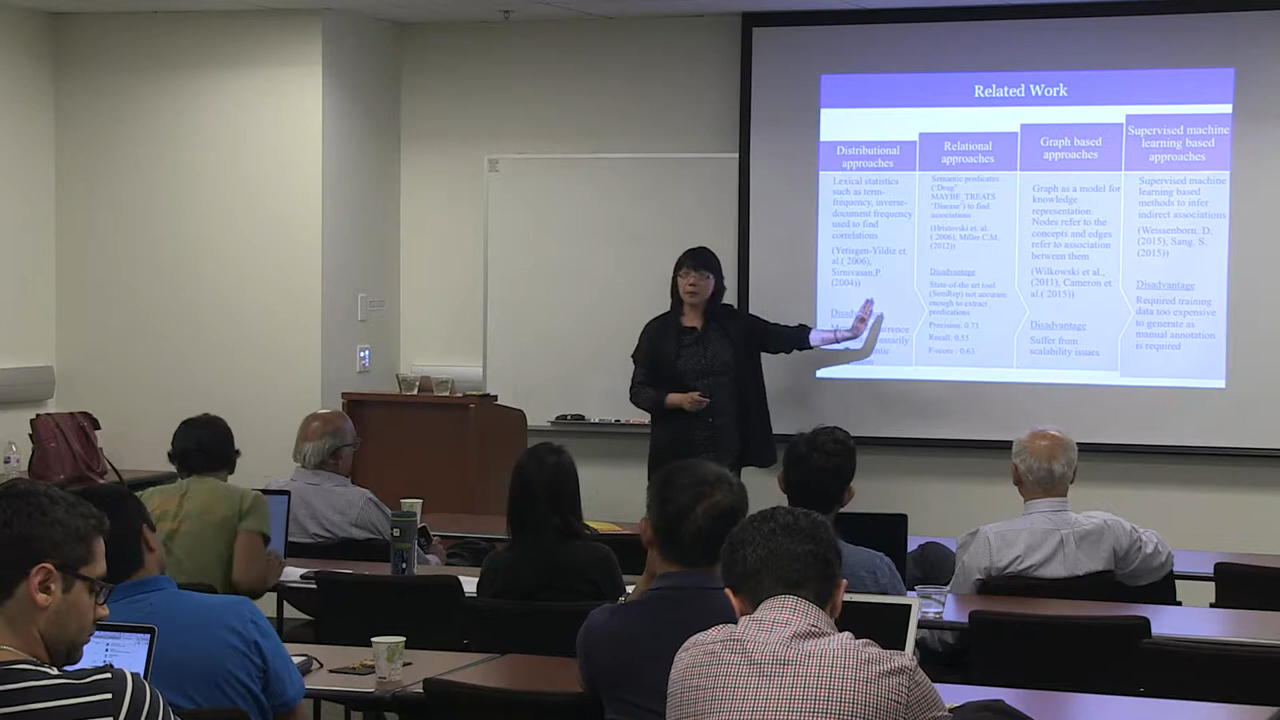 Related Work
Distributional
approaches
Lexical statistics
such as term-
frequency, inverse-
document frequency
used to find
correlations
(Yetisgen-Yildiz et.
al.( 2006),
Srinivasan,P.
(2004))
Relational
approaches
Semantic predicates
("Drug"
MAYBE_TREATS
"Disease") to find
associations
(Hristovski et. al.
( 2006), Miller C.M.
(2012))
Disadvantage
State-of-the art tool
(SemRep) not accurate
enough to extract
predications
Precision: 0.73
Recall: 0.55
F-score : 0.63
Graph based
approaches
Graph as a model for
knowledge
representation.
Nodes refer to the
concepts and edges
refer to association
between them
(Wilkowski et al.,
(2011), Cameron et.
al.( 2015))
Disadvantage
Suffer from
scalability issues
Supervised machine
learning based
approaches
Supervised machine
learning based
methods to infer
indirect associations
(Weissenborn, D.
(2015), Sang. S.
(2015))
Disadvantage
Required training
data too expensive
to generate as
manual annotation
is required